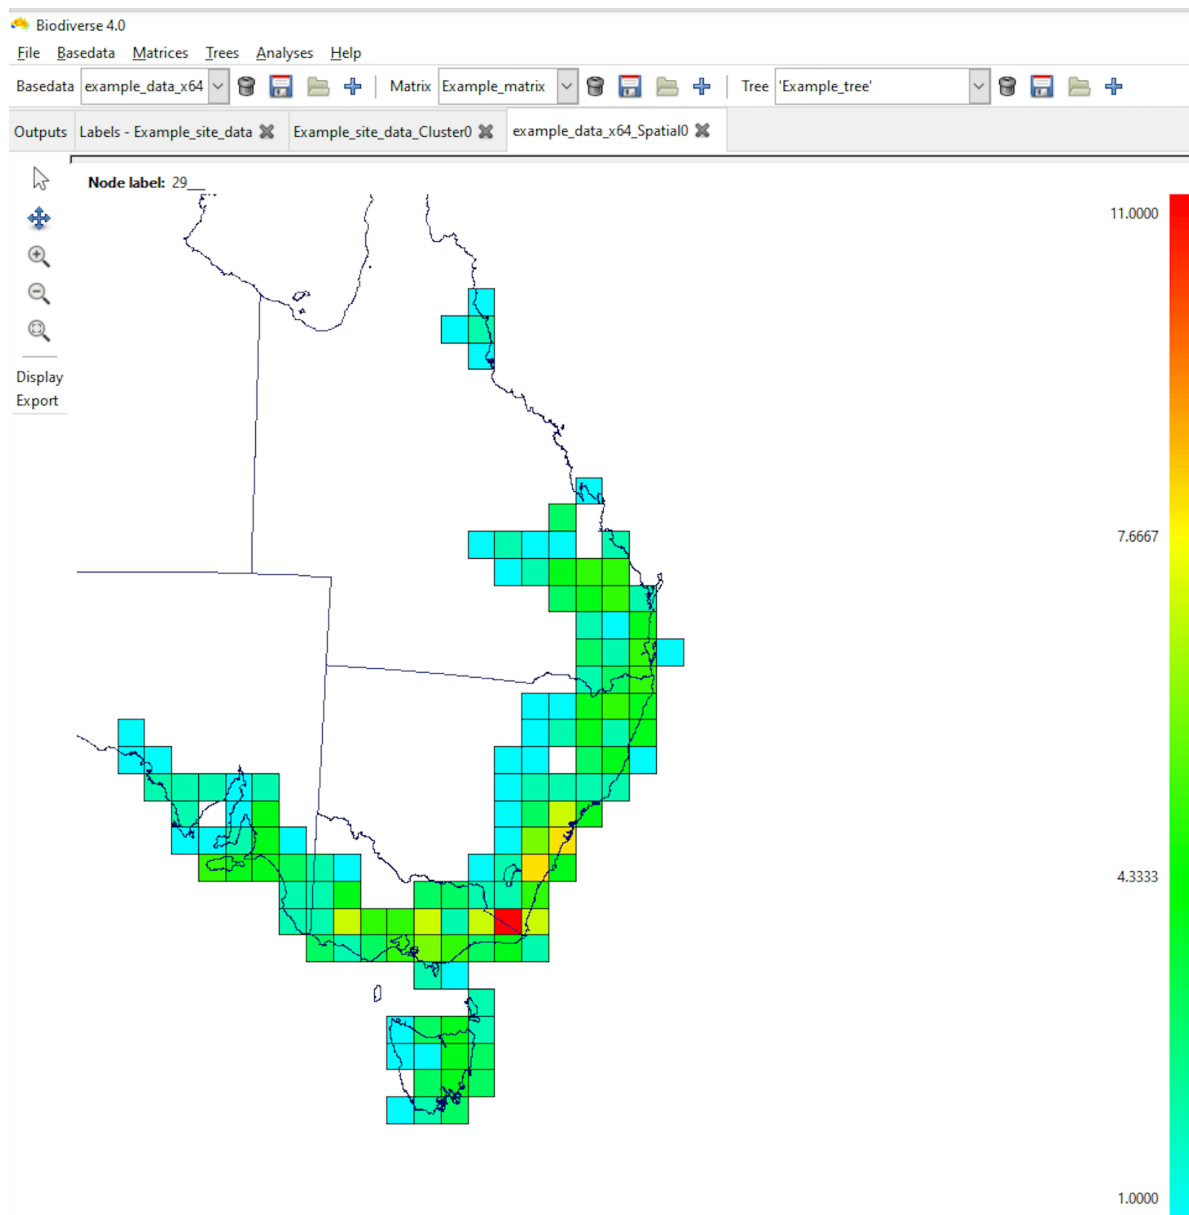 Biodiverse 4.0
File Basedata Matrices Trees Analyses Help
Basedata example_data_x64 Matrix Example_matrix Tree 'Example_tree'
Outputs Labels - Example_site_data Example_site_data_Cluster0 example_data_x64_Spatial0
Node label: 29__
11.0000
Display
Export
7.6667
4.3333
1.0000